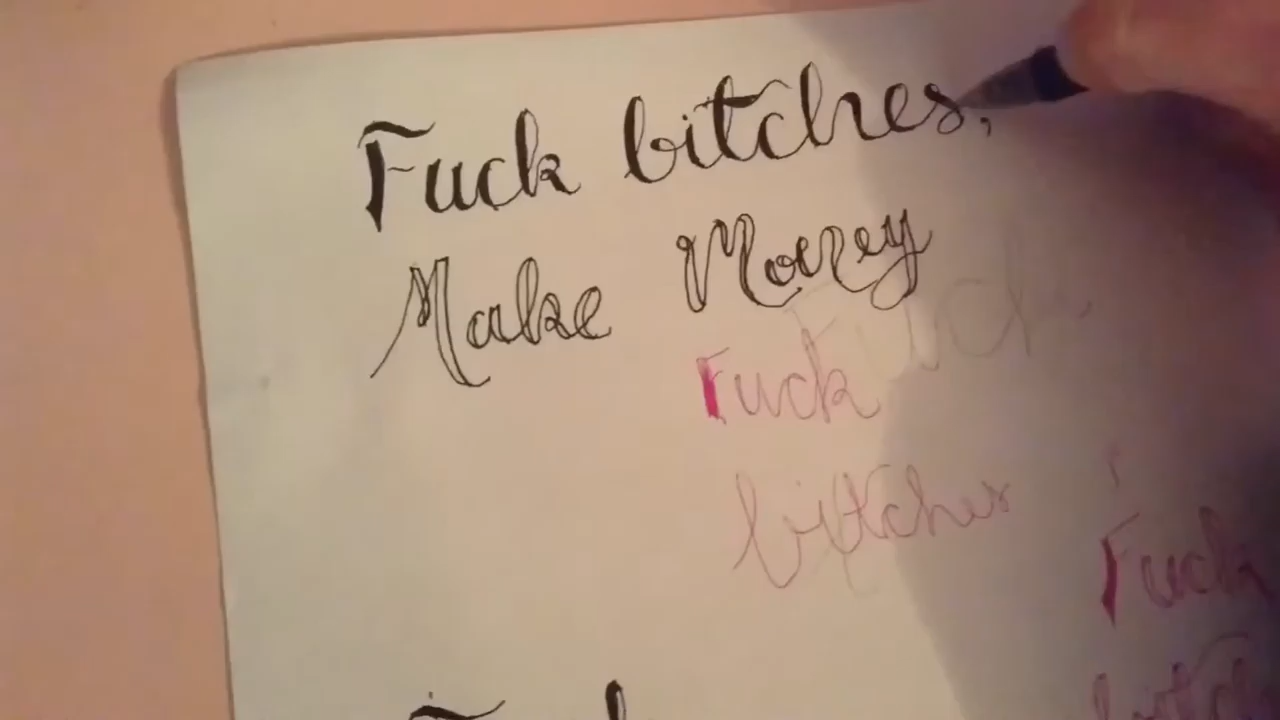 Fuck bitches,
Make Money
Fuck
bitches
Fuck